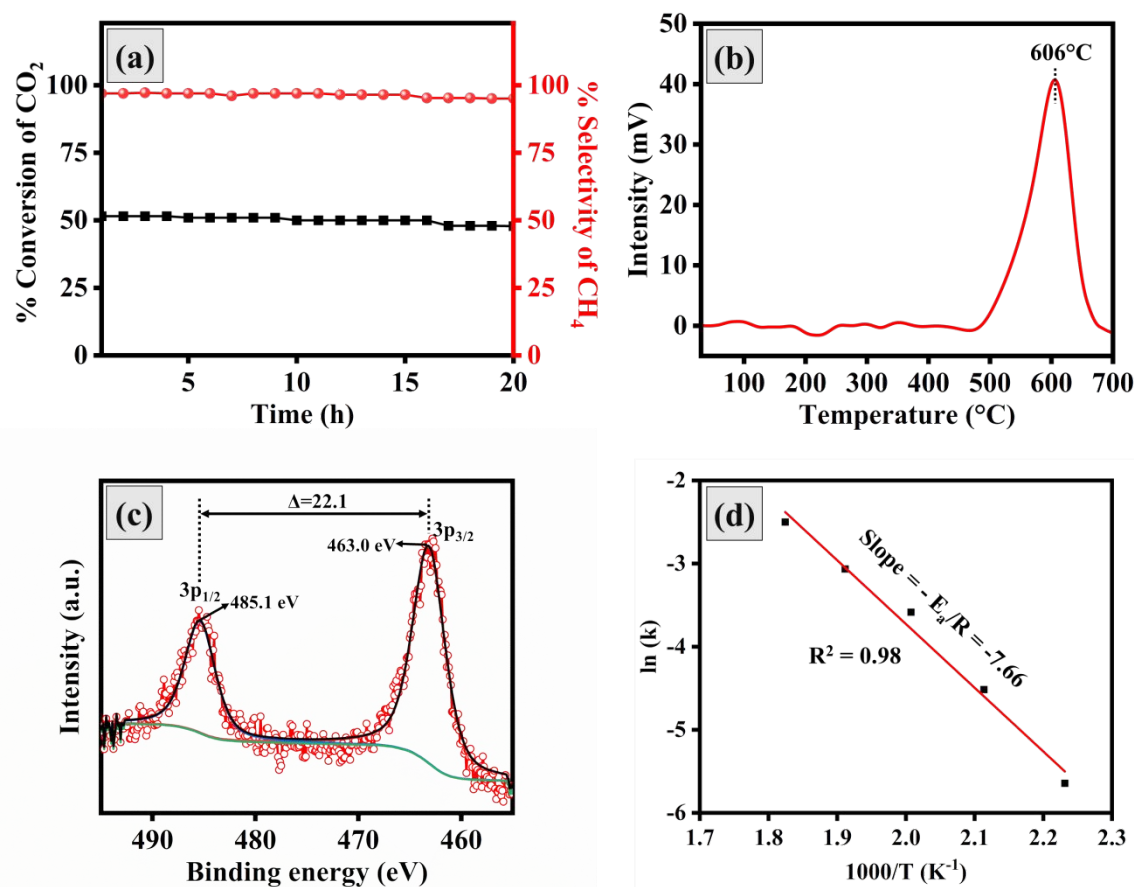 (a)
% Conversion of CO₂
100
75
50
25
0
5
10
15
20
Time (h)
100
75
50
25
0
% Selectivity of CH₄
(b)
606°C
Intensity (mV)
50
40
30
20
10
0
100 200 300 400 500 600 700
Temperature (°C)
(c)
Δ=22.1
3p₃/₂
463.0 eV
3p₁/₂
485.1 eV
Intensity (a.u.)
490 480 470 460
Binding energy (eV)
(d)
Slope = - Eₐ/R = -7.66
R² = 0.98
ln (k)
-2
-3
-4
-5
-6
1.7 1.8 1.9 2.0 2.1 2.2 2.3
1000/T (K⁻¹)